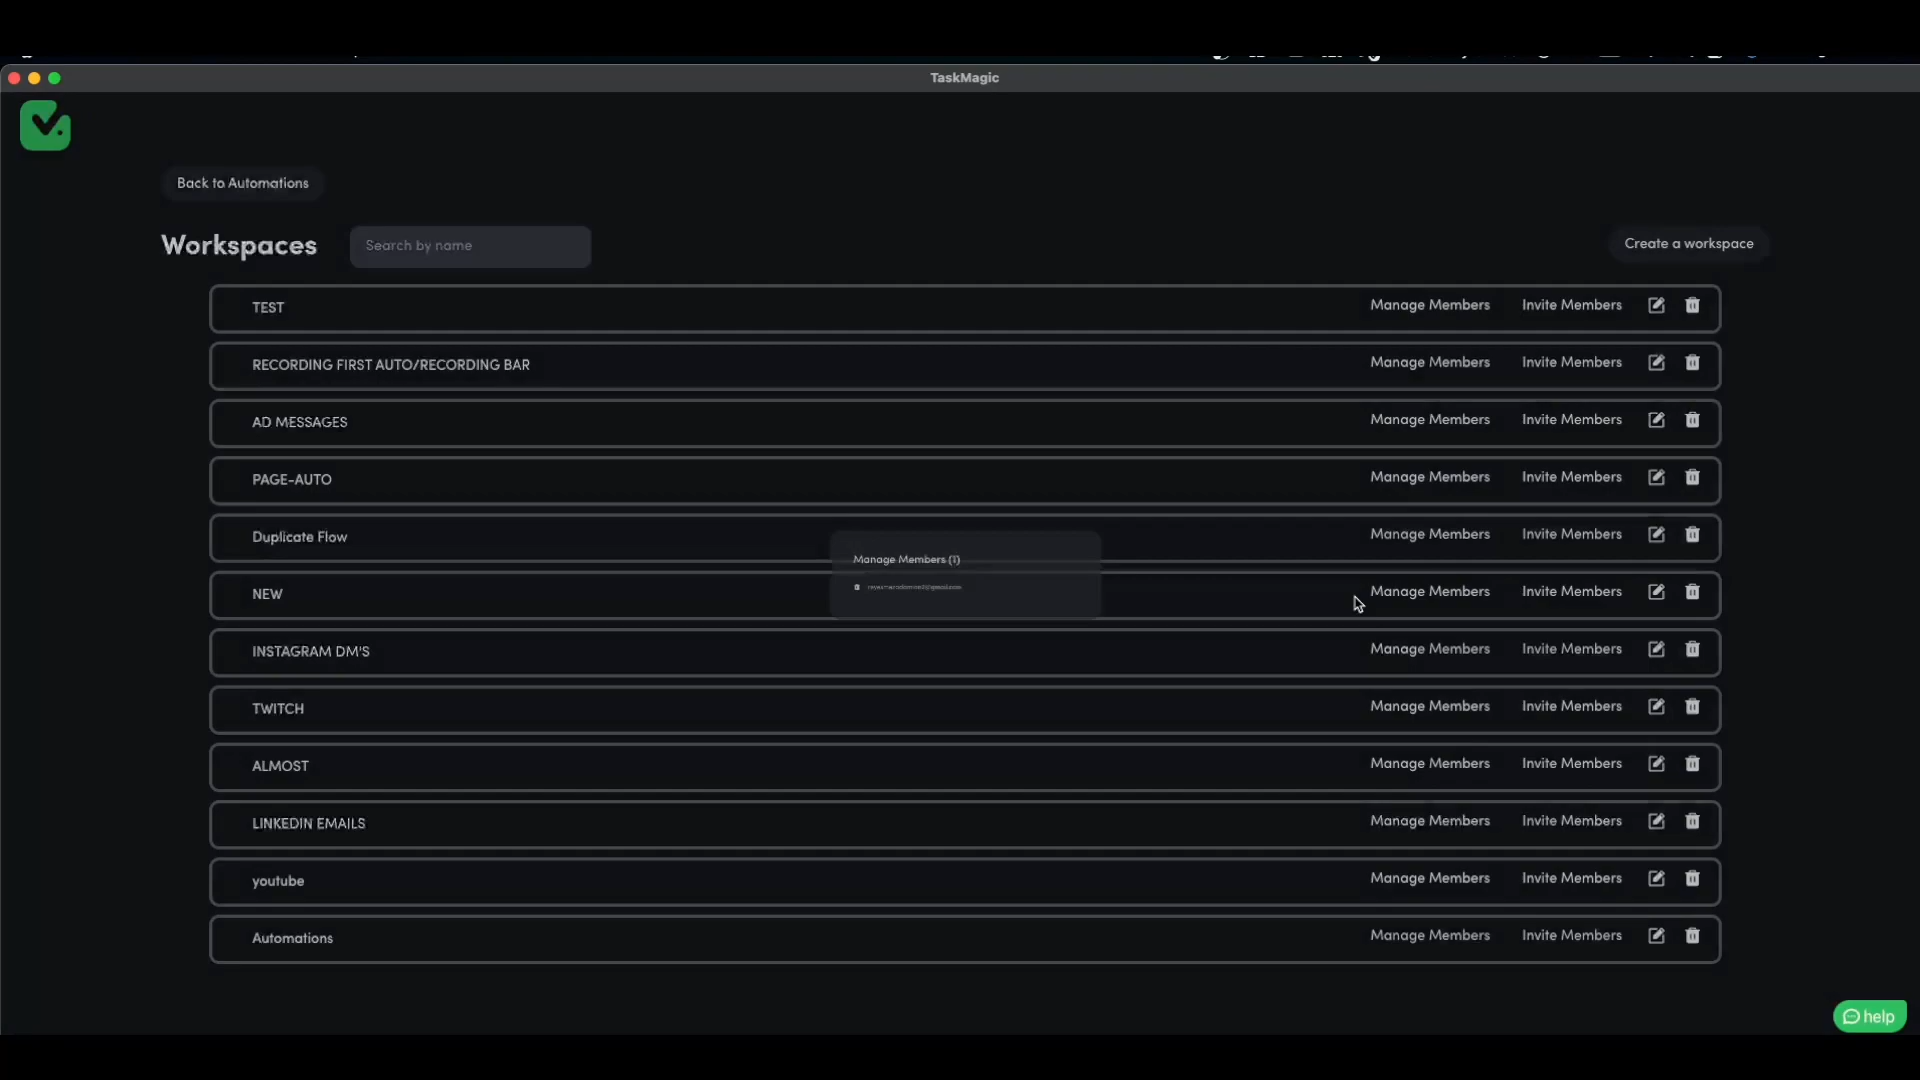 TaskMagic
Back to Automations
Workspaces
Search by name
Create a workspace
TEST Manage Members Invite Members
RECORDING FIRST AUTO/RECORDING BAR Manage Members Invite Members
AD MESSAGES Manage Members Invite Members
PAGE-AUTO Manage Members Invite Members
Duplicate Flow Manage Members Invite Members
Manage Members (1)
NEW Manage Members Invite Members
INSTAGRAM DM'S Manage Members Invite Members
TWITCH Manage Members Invite Members
ALMOST Manage Members Invite Members
LINKEDIN EMAILS Manage Members Invite Members
youtube Manage Members Invite Members
Automations Manage Members Invite Members
help